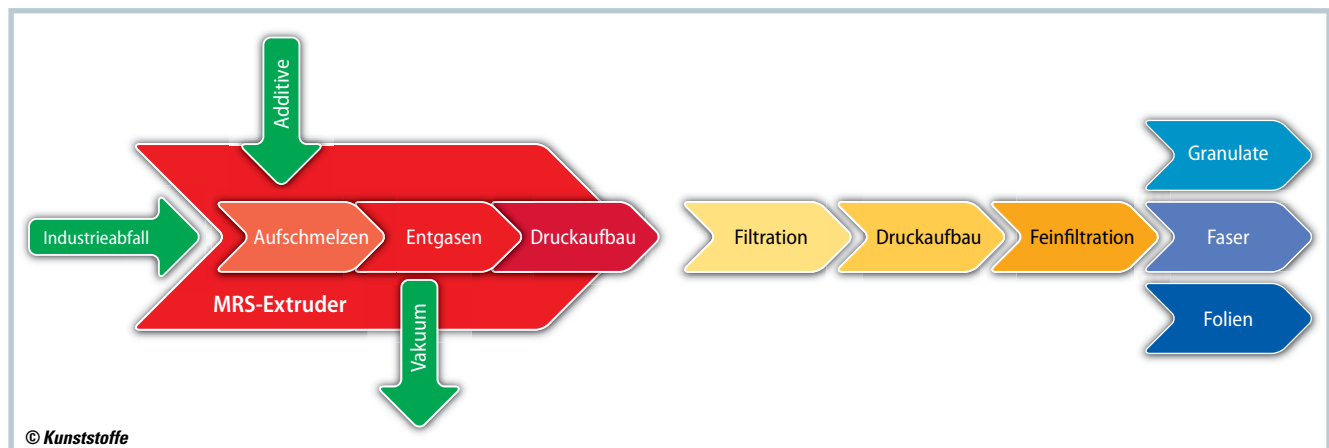 Additive
Industrieabfall
Aufschmelzen
Entgasen
Druckaufbau
MRS-Extruder
Vakuum
Filtration
Druckaufbau
Feinfiltration
Granulate
Faser
Folien
© Kunststoffe